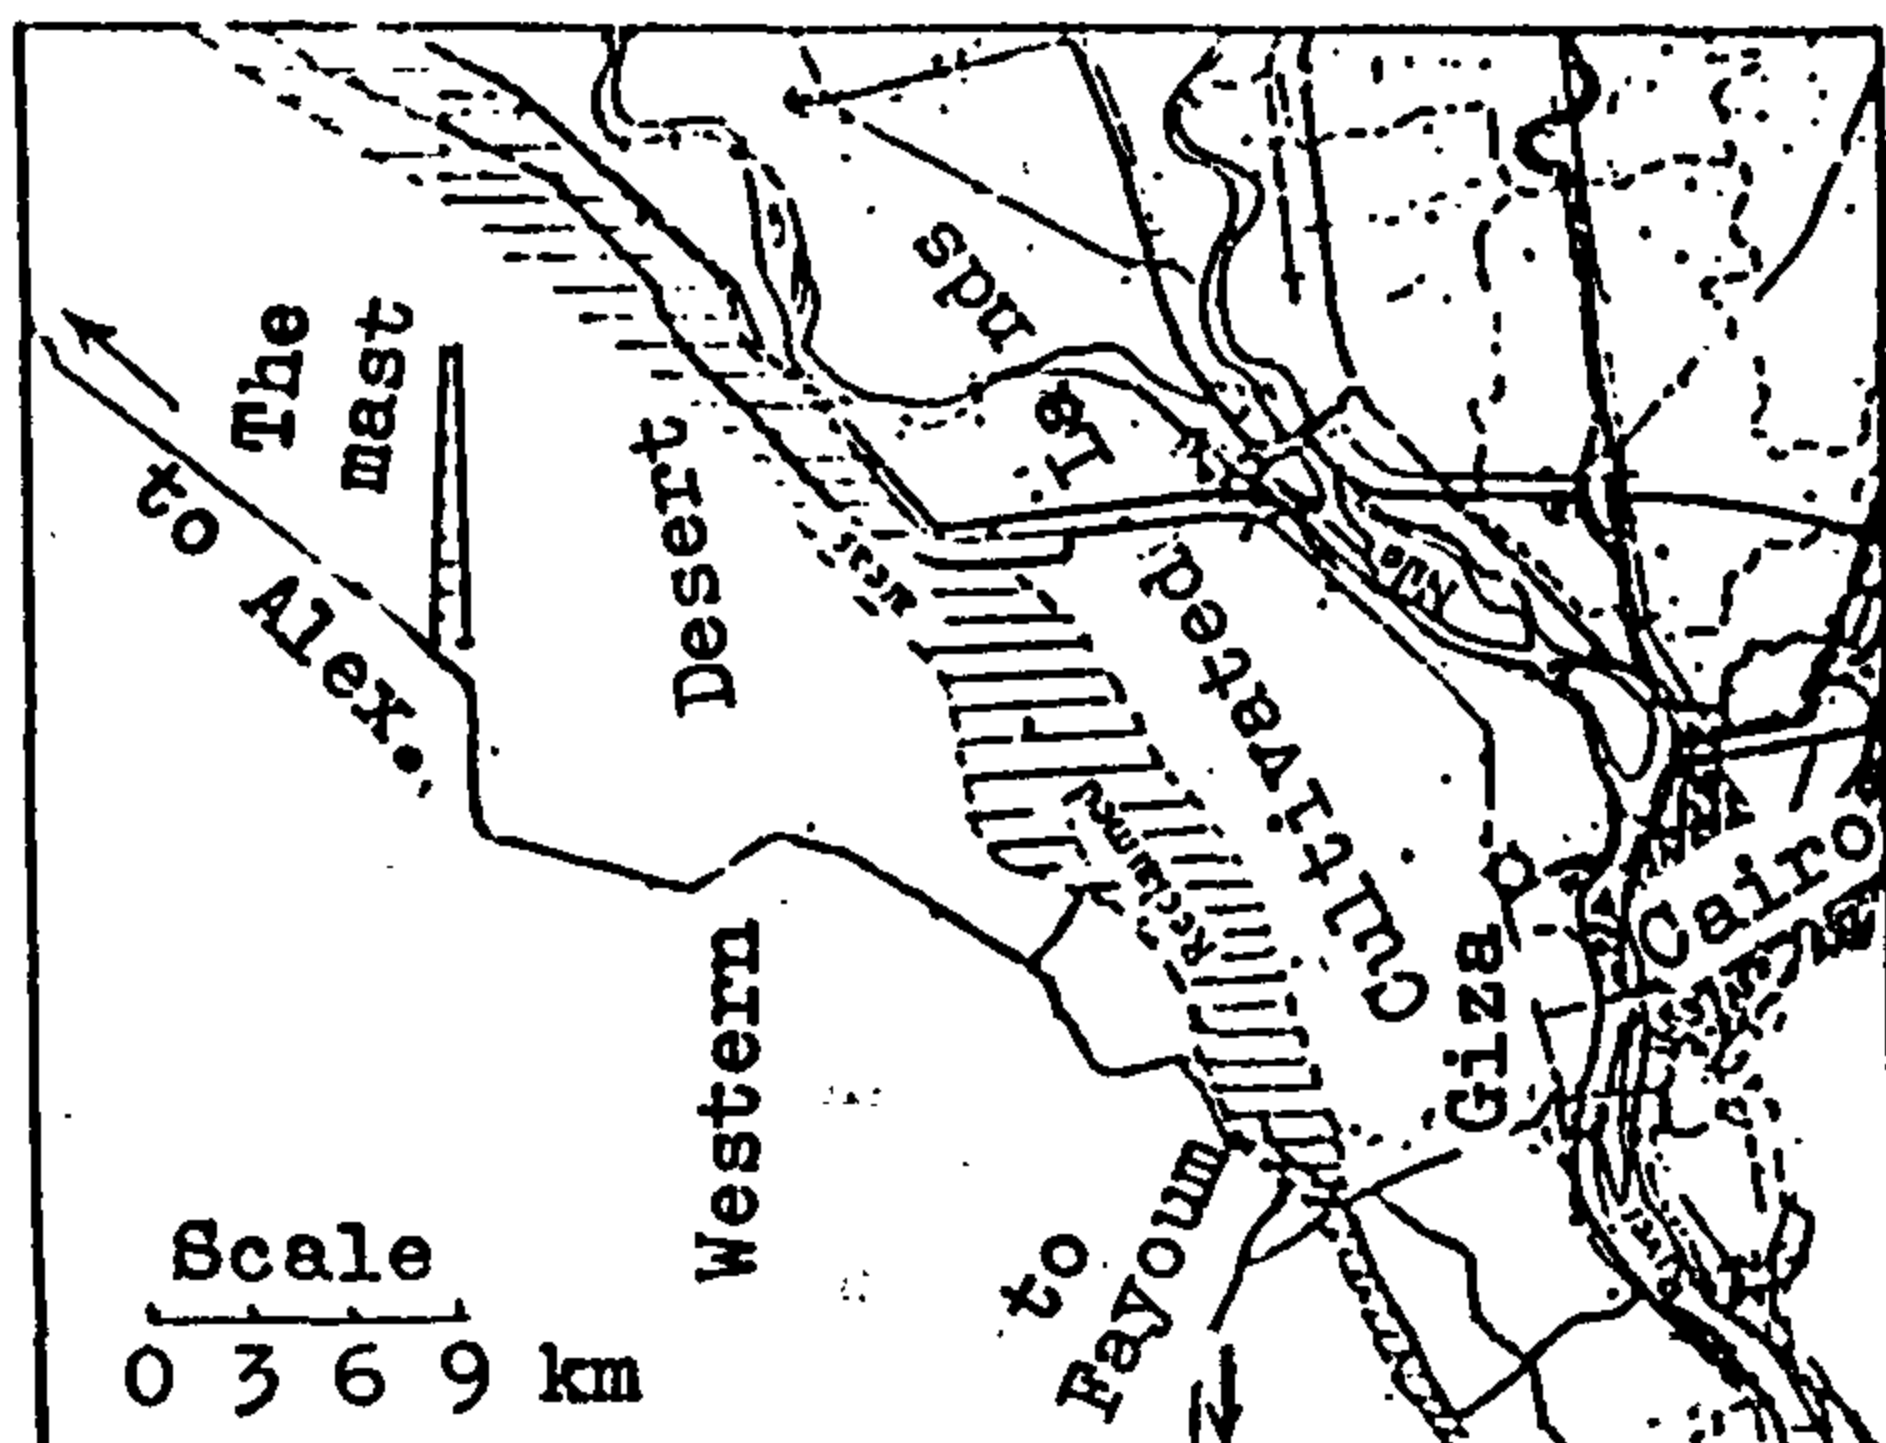 The
mast
to Alex.,
Desert
Western
Cultivated
Lands
Nile
Giza
Cairo
to
Fayoum
Scale
0 3 6 9 km